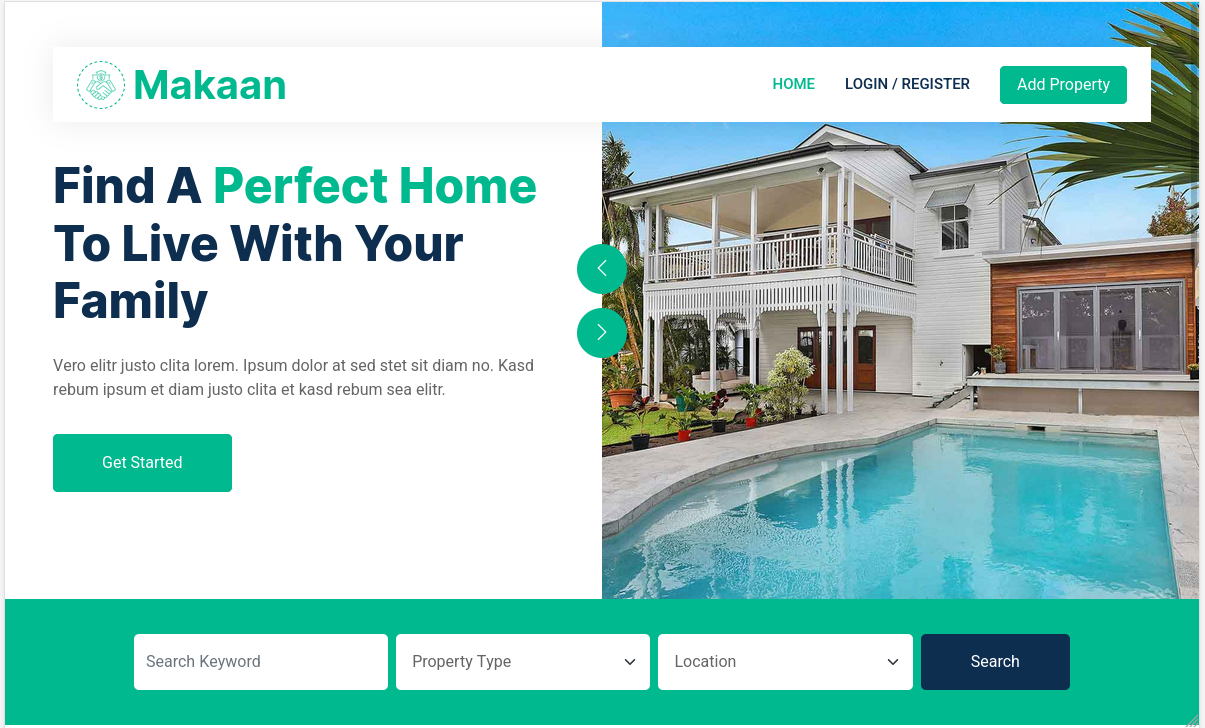 Makaan
HOME
LOGIN / REGISTER
Add Property
Find A Perfect Home
To Live With Your
Family
Vero elitr justo clita lorem. Ipsum dolor at sed stet sit diam no. Kasd
rebum ipsum et diam justo clita et kasd rebum sea elitr.
Get Started
Search Keyword
Property Type
Location
Search